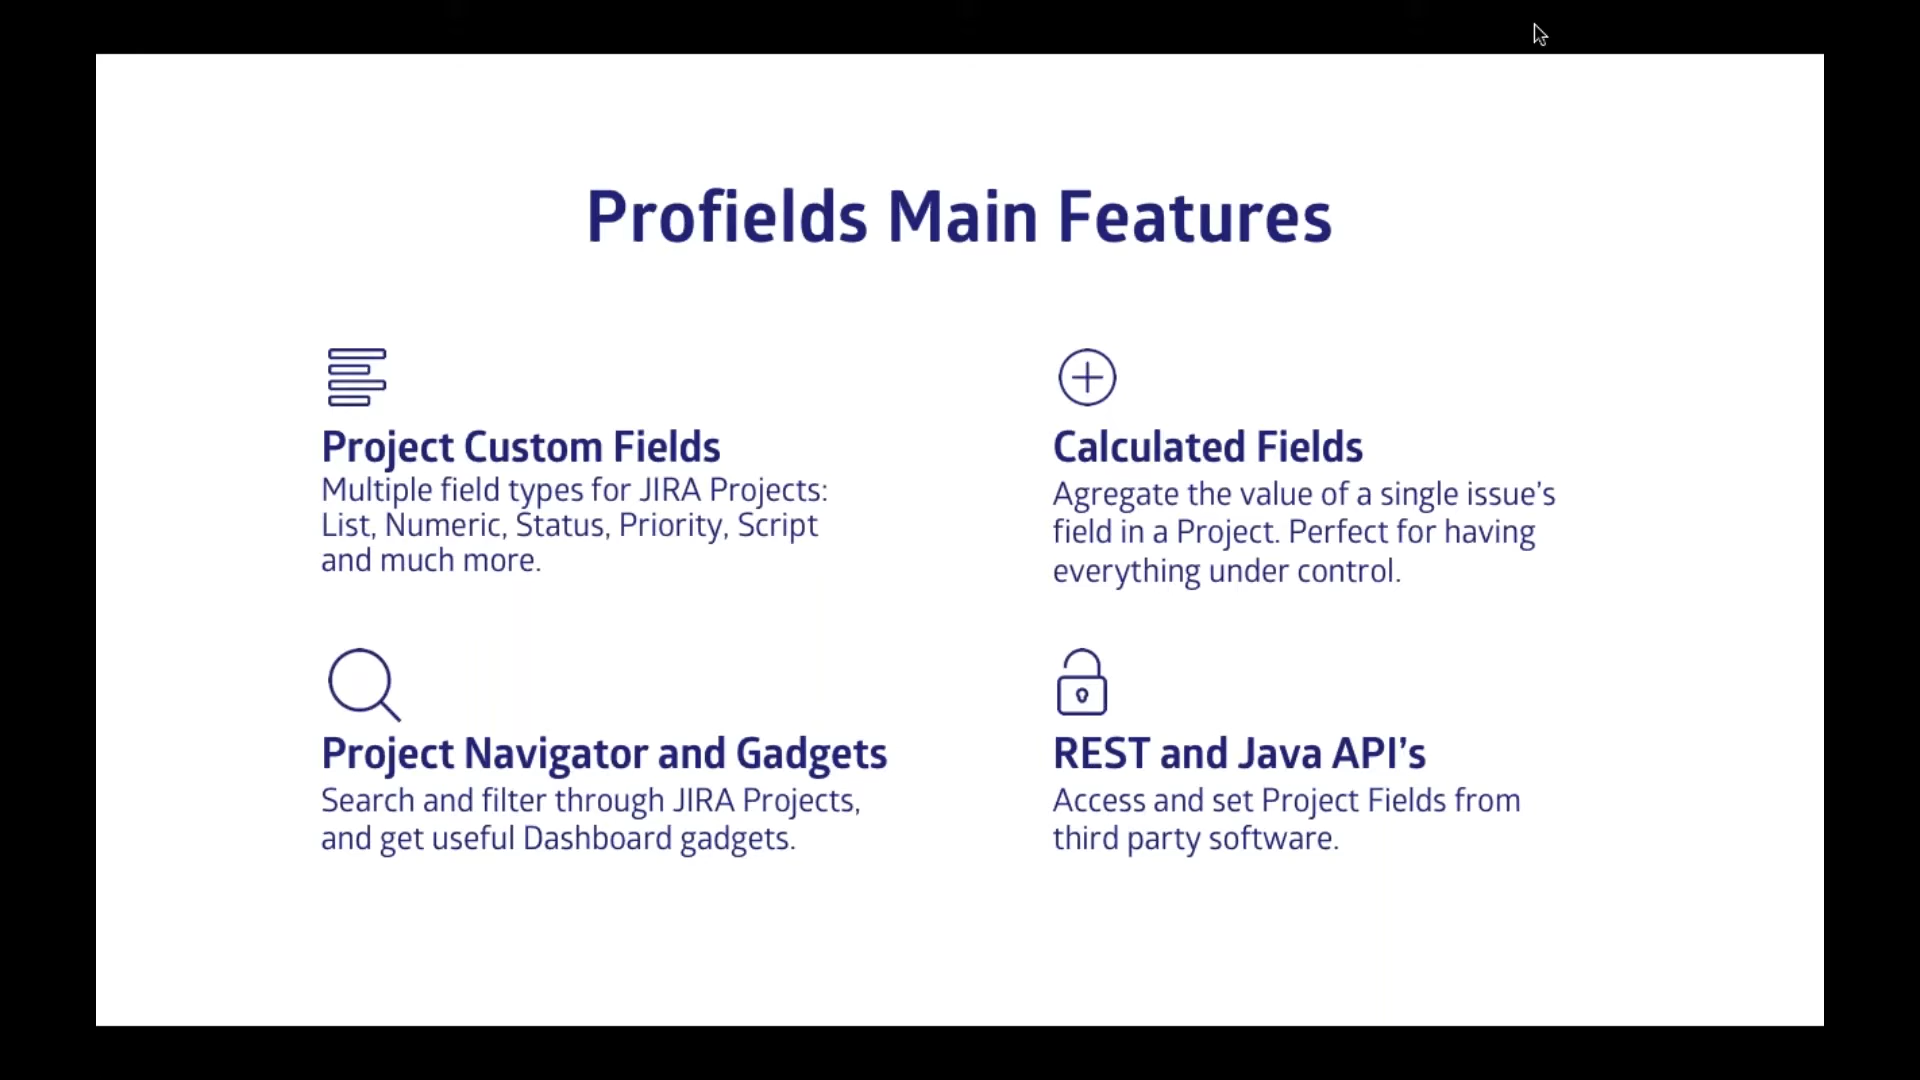 Profields Main Features
Project Custom Fields
Multiple field types for JIRA Projects:
List, Numeric, Status, Priority, Script
and much more.
Calculated Fields
Agregate the value of a single issue's
field in a Project. Perfect for having
everything under control.
Project Navigator and Gadgets
Search and filter through JIRA Projects,
and get useful Dashboard gadgets.
REST and Java API's
Access and set Project Fields from
third party software.